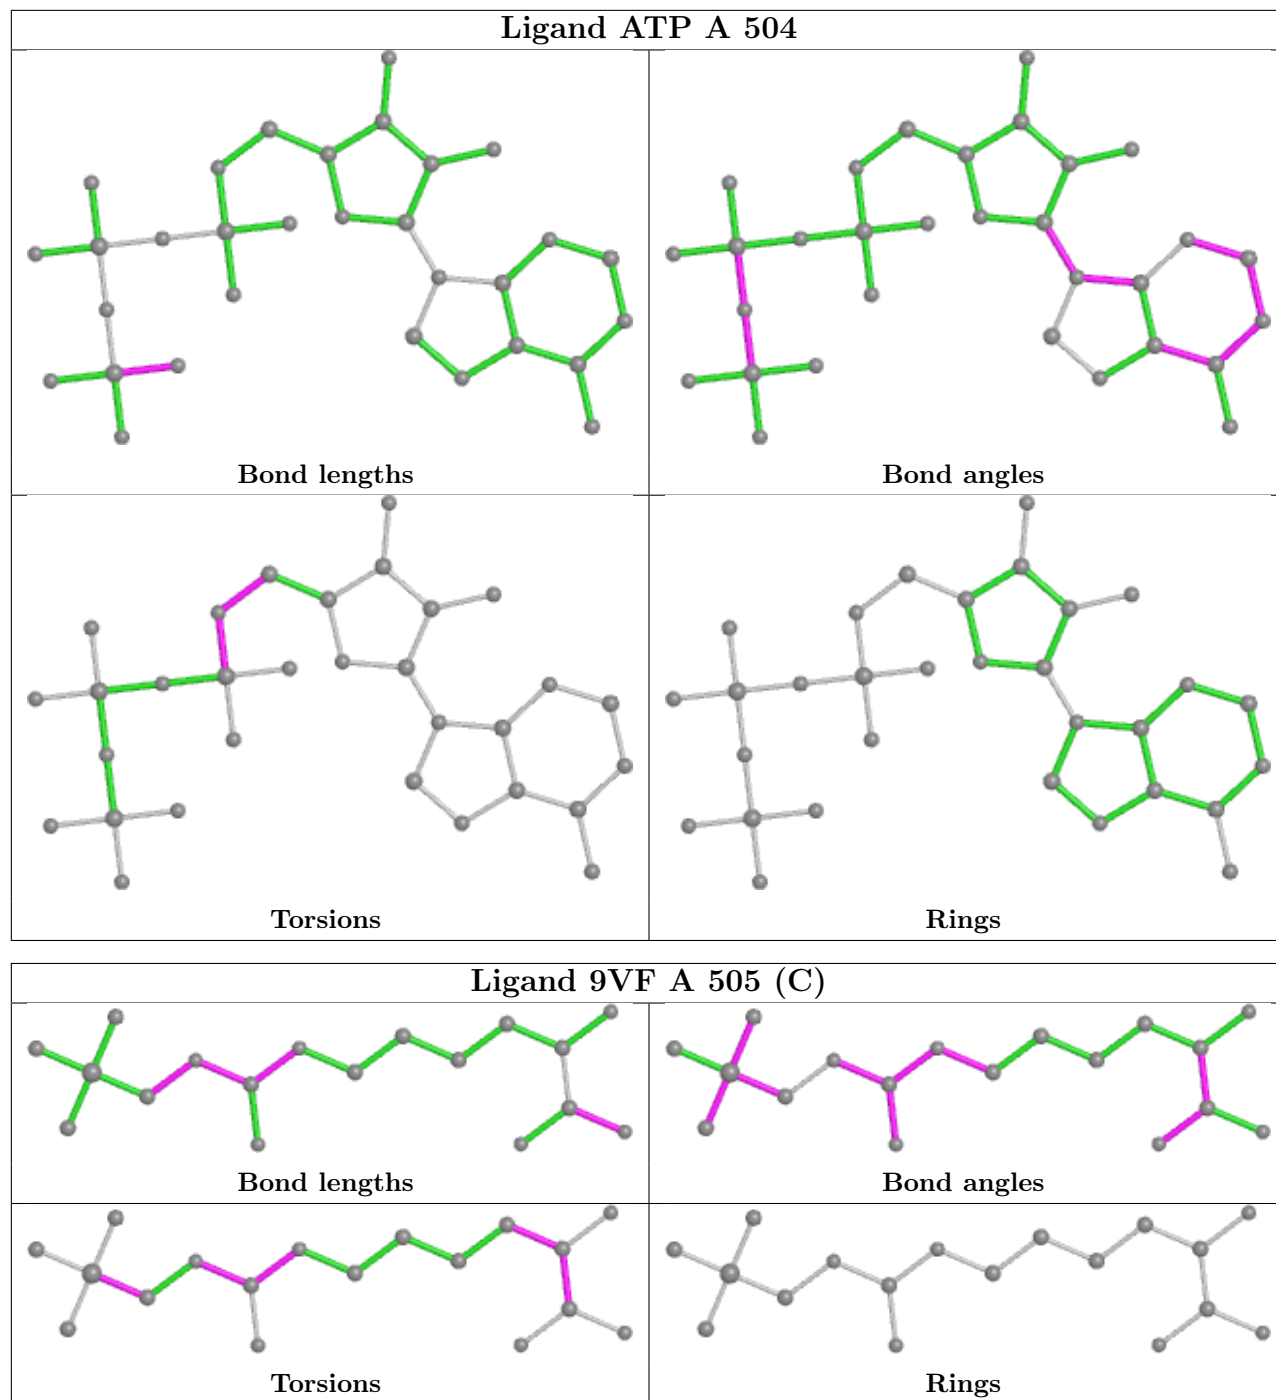 Ligand ATP A 504
Bond lengths
Bond angles
Torsions
Rings
Ligand 9VF A 505 (C)
Bond lengths
Bond angles
Torsions
Rings